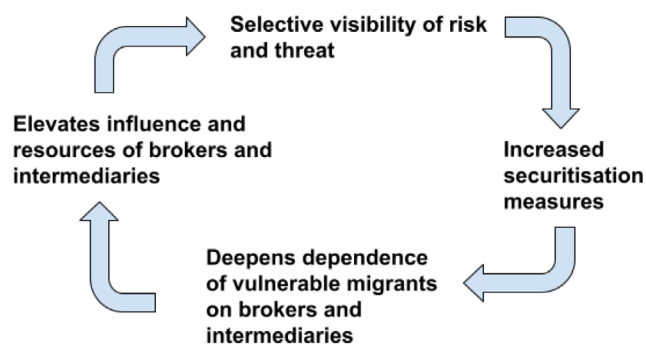 Selective visibility of risk
and threat
Increased
securitisation
measures
Deepens dependence
of vulnerable migrants
on brokers and
intermediaries
Elevates influence and
resources of brokers and
intermediaries